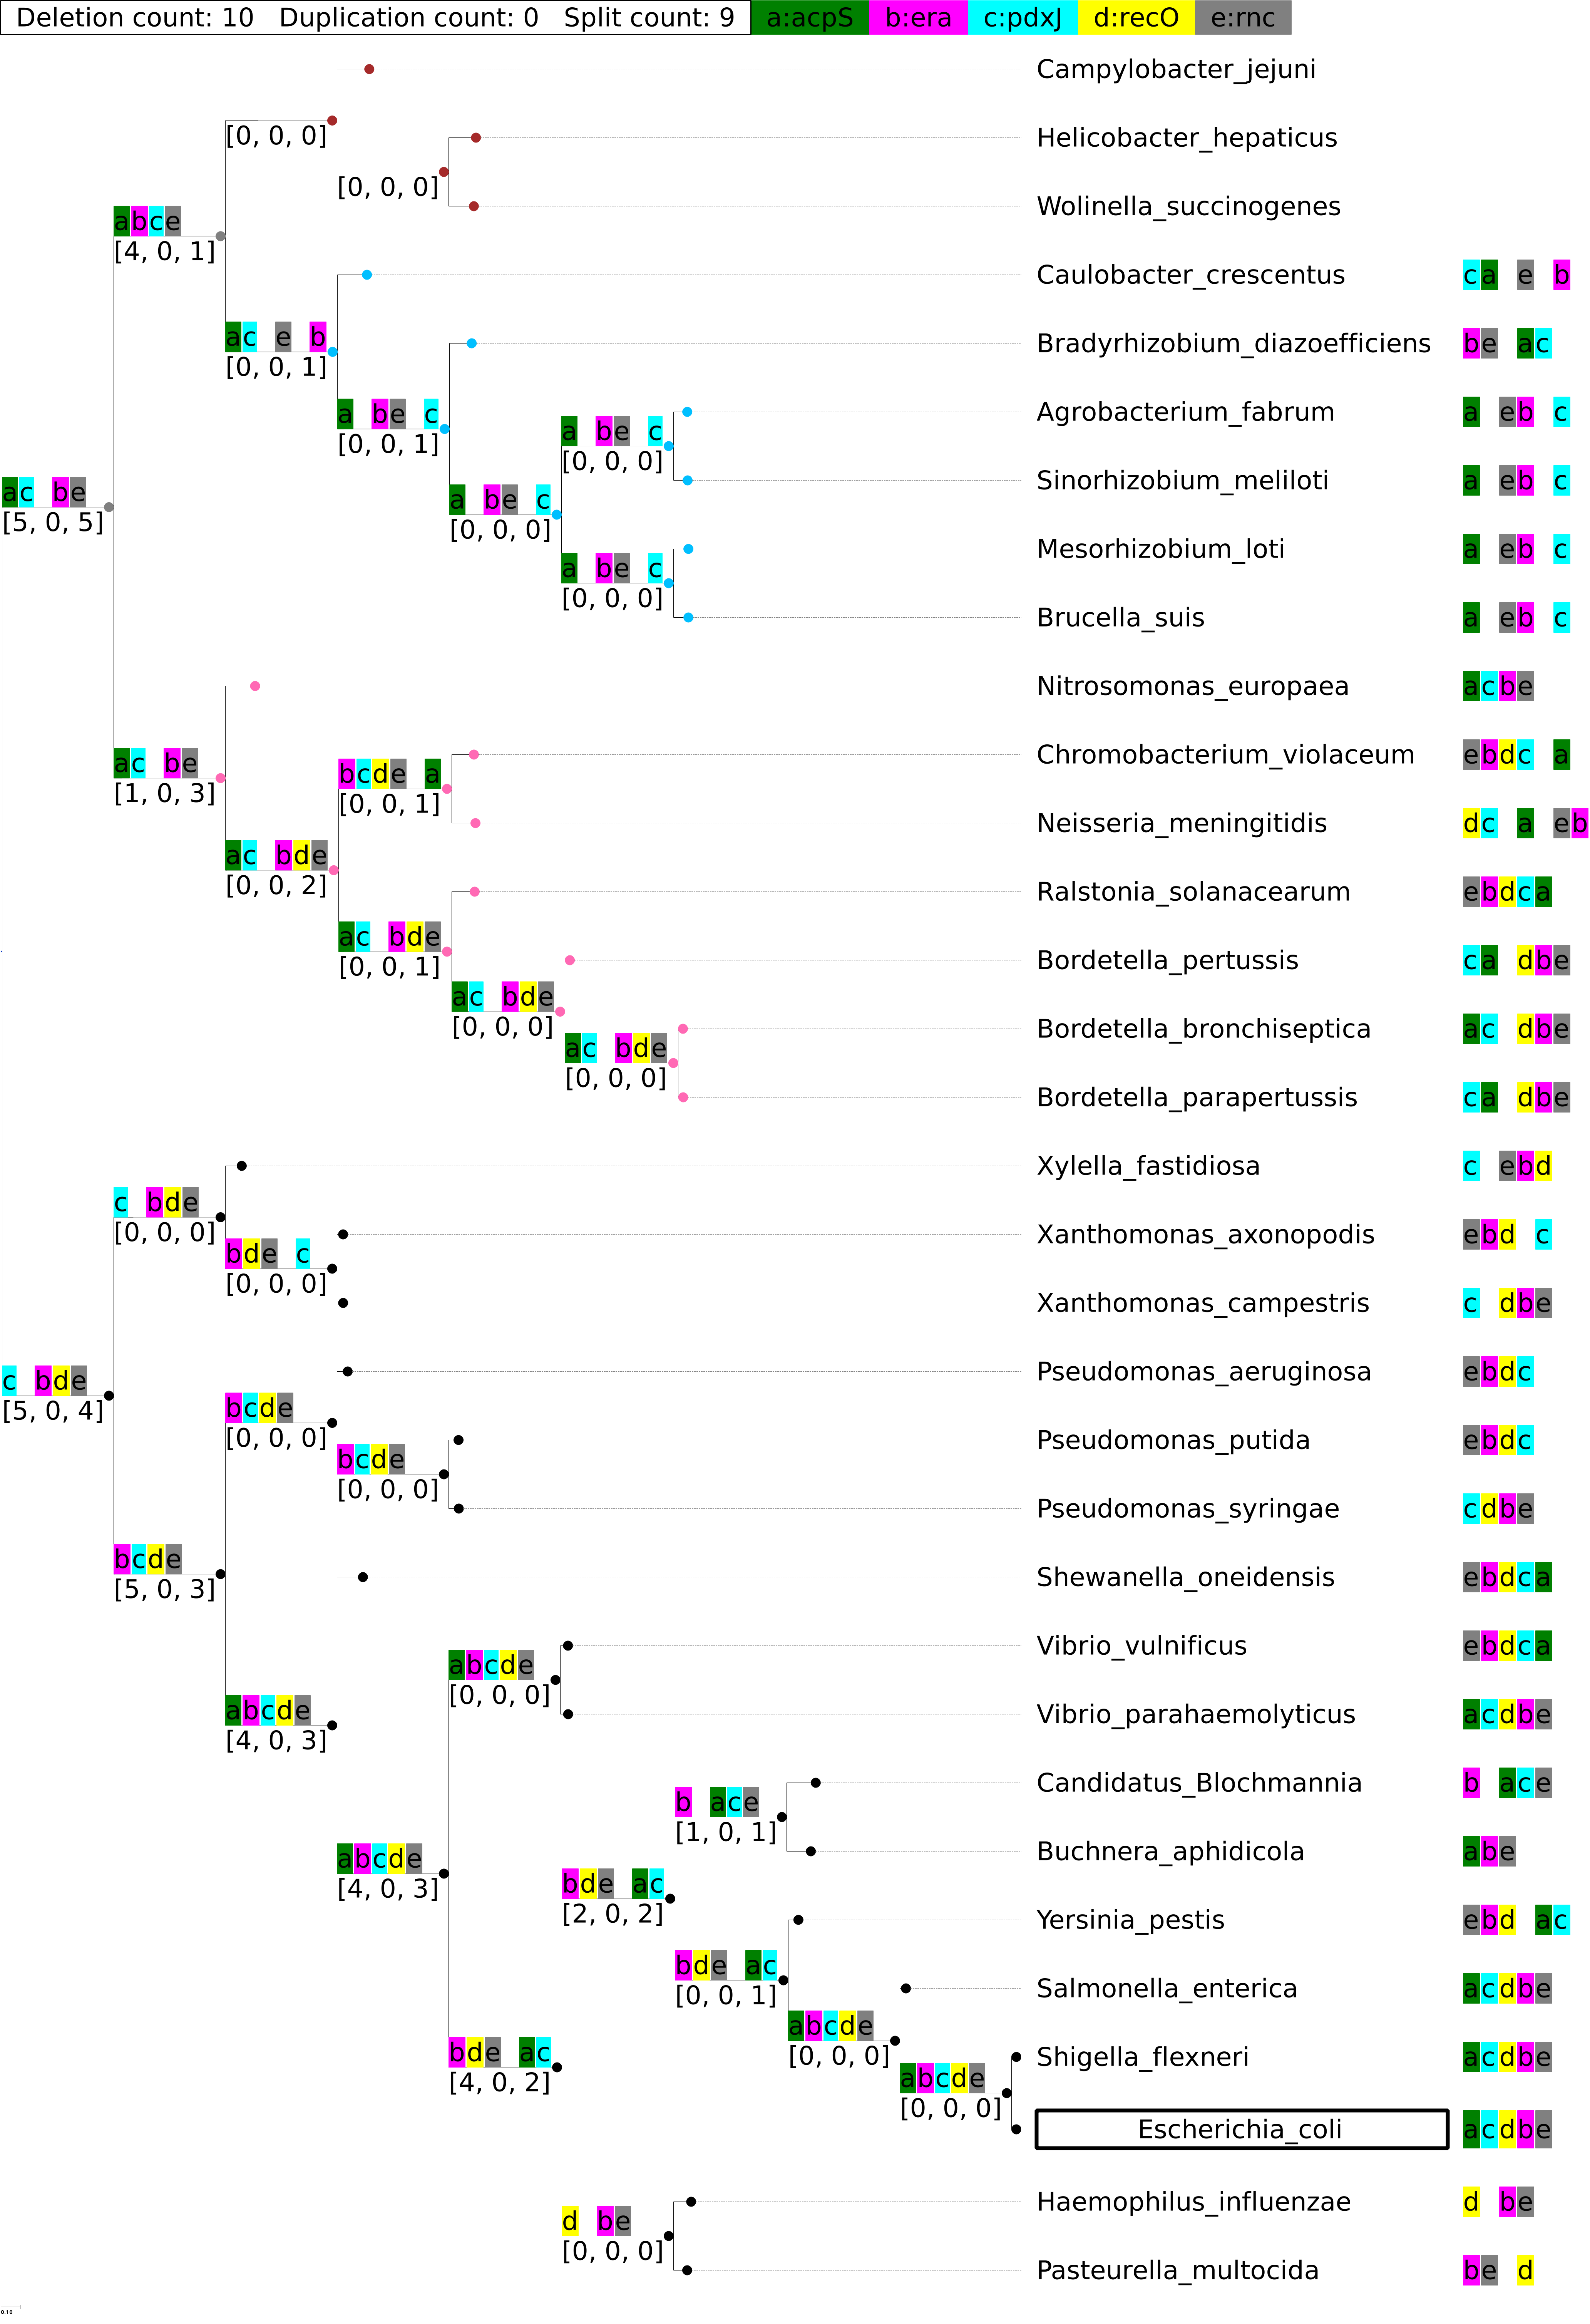 Deletion count: 10 Duplication count: 0 Split count: 9 a:acpS b:era c:pdxJ d:recO e:rnc
Campylobacter_jejuni
[0, 0, 0]
Helicobacter_hepaticus
[0, 0, 0]
Wolinella_succinogenes
abce
[4, 0, 1]
Caulobacter_crescentus ca e b
ac e b
[0, 0, 1]
Bradyrhizobium_diazoefficiens be ac
a be c
[0, 0, 1]
Agrobacterium_fabrum a eb c
a be c
[0, 0, 0]
Sinorhizobium_meliloti a eb c
ac be
[5, 0, 5]
a be c
[0, 0, 0]
Mesorhizobium_loti a eb c
a be c
[0, 0, 0]
Brucella_suis a eb c
Nitrosomonas_europaea acbe
ac be
[1, 0, 3]
Chromobacterium_violaceum ebdc a
bcde a
[0, 0, 1]
Neisseria_meningitidis dc a eb
ac bde
[0, 0, 2]
Ralstonia_solanacearum ebdca
ac bde
[0, 0, 1]
Bordetella_pertussis ca dbe
ac bde
[0, 0, 0]
Bordetella_bronchiseptica ac dbe
ac bde
[0, 0, 0]
Bordetella_parapertussis ca dbe
Xylella_fastidiosa c ebd
c bde
[0, 0, 0]
Xanthomonas_axonopodis ebd c
bde c
[0, 0, 0]
Xanthomonas_campestris c dbe
c bde
[5, 0, 4]
Pseudomonas_aeruginosa ebdc
bcde
[0, 0, 0]
Pseudomonas_putida ebdc
bcde
[0, 0, 0]
Pseudomonas_syringae cdbe
bcde
[5, 0, 3]
Shewanella_oneidensis ebdca
Vibrio_vulnificus ebdca
abcde
[0, 0, 0]
Vibrio_parahaemolyticus acdbe
abcde
[4, 0, 3]
Candidatus_Blochmannia b ace
b ace
[1, 0, 1]
Buchnera_aphidicola abe
abcde
[4, 0, 3]
bde ac
[2, 0, 2]
Yersinia_pestis ebd ac
bde ac
[0, 0, 1]
Salmonella_enterica acdbe
abcde
[0, 0, 0]
Shigella_flexneri acdbe
bde ac
[4, 0, 2]
abcde
[0, 0, 0]
Escherichia_coli acdbe
Haemophilus_influenzae d be
d be
[0, 0, 0]
Pasteurella_multocida be d
0.10